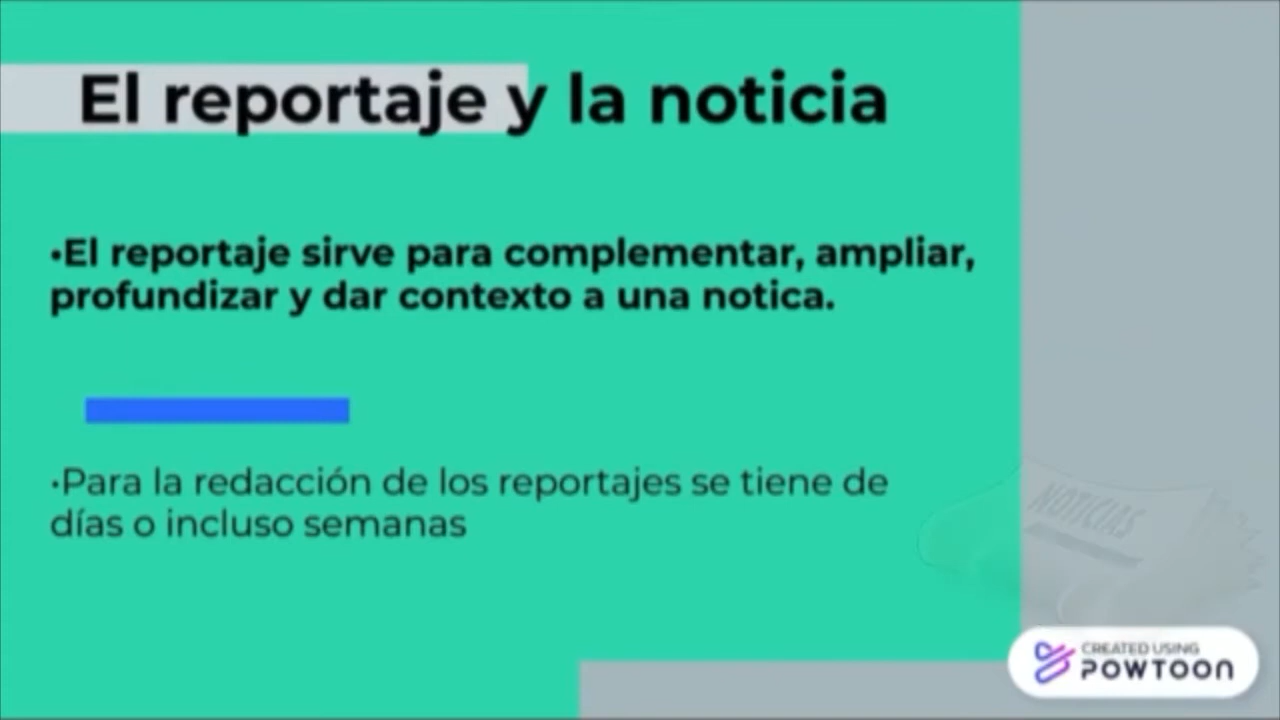 El reportaje y la noticia
•El reportaje sirve para complementar, ampliar,
profundizar y dar contexto a una notica.
•Para la redacción de los reportajes se tiene de
días o incluso semanas
NOTICIAS
CREATED USING
POWTOON